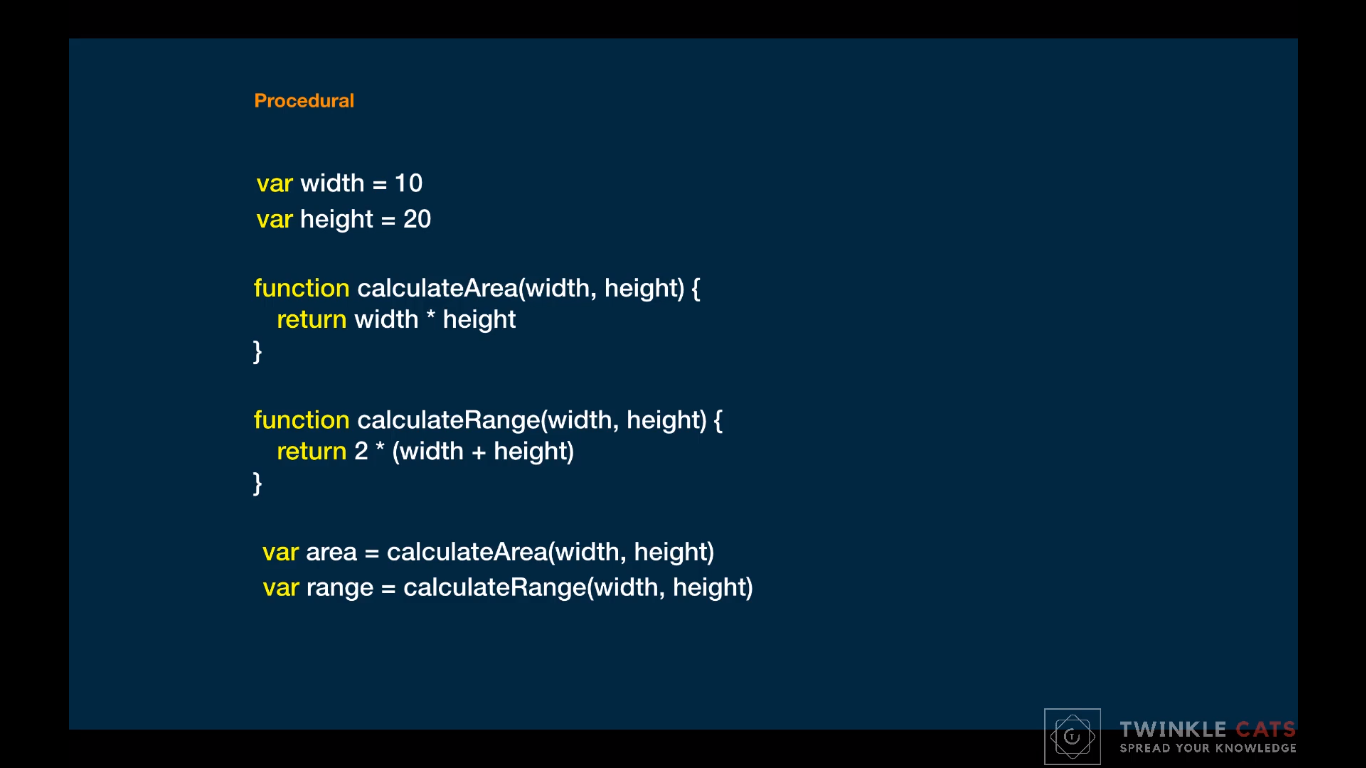 Procedural
var width = 10
var height = 20
function calculateArea(width, height) {
return width * height
}
function calculateRange(width, height) {
return 2 * (width + height)
}
var area = calculateArea(width, height)
var range = calculateRange(width, height)
TWINKLE CATS
SPREAD YOUR KNOWLEDGE